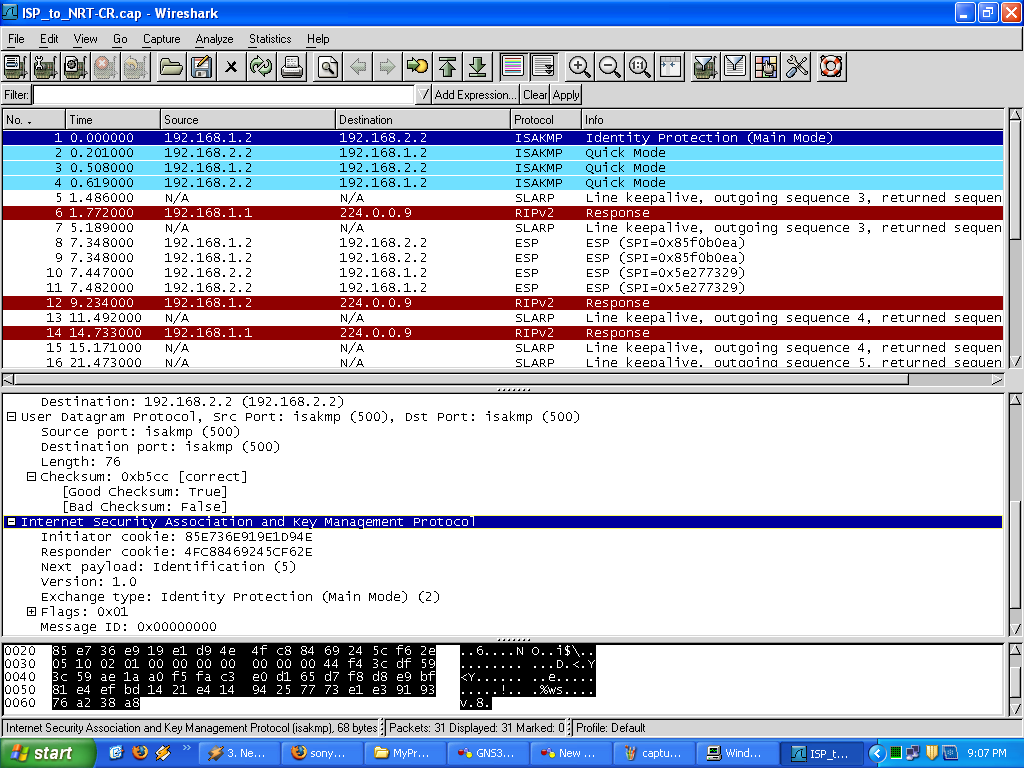 ISP_to_NRT-CR.cap - Wireshark
File Edit View Go Capture Analyze Statistics Help
Filter: Add Expression... Clear Apply
No. . Time Source Destination Protocol Info
1 0.000000 192.168.1.2 192.168.2.2 ISAKMP Identity Protection (Main Mode)
2 0.201000 192.168.2.2 192.168.1.2 ISAKMP Quick Mode
3 0.508000 192.168.1.2 192.168.2.2 ISAKMP Quick Mode
4 0.619000 192.168.2.2 192.168.1.2 ISAKMP Quick Mode
5 1.486000 N/A N/A SLARP Line keepalive, outgoing sequence 3, returned sequen
6 1.772000 192.168.1.1 224.0.0.9 RIPv2 Response
7 5.189000 N/A N/A SLARP Line keepalive, outgoing sequence 3, returned sequen
8 7.348000 192.168.1.2 192.168.2.2 ESP ESP (SPI=0x85f0b0ea)
9 7.348000 192.168.1.2 192.168.2.2 ESP ESP (SPI=0x85f0b0ea)
10 7.447000 192.168.2.2 192.168.1.2 ESP ESP (SPI=0x5e277329)
11 7.482000 192.168.2.2 192.168.1.2 ESP ESP (SPI=0x5e277329)
12 9.234000 192.168.1.2 224.0.0.9 RIPv2 Response
13 11.492000 N/A N/A SLARP Line keepalive, outgoing sequence 4, returned sequen
14 14.733000 192.168.1.1 224.0.0.9 RIPv2 Response
15 15.171000 N/A N/A SLARP Line keepalive, outgoing sequence 4, returned sequen
16 21.473000 N/A N/A SLARP Line keepalive, outgoing sequence 5, returned sequen
Destination: 192.168.2.2 (192.168.2.2)
User Datagram Protocol, Src Port: isakmp (500), Dst Port: isakmp (500)
Source port: isakmp (500)
Destination port: isakmp (500)
Length: 76
Checksum: 0xb5cc [correct]
[Good Checksum: True]
[Bad Checksum: False]
Internet Security Association and Key Management Protocol
Initiator cookie: 85E736E919E1D94E
Responder cookie: 4FC88469245CF62E
Next payload: Identification (5)
Version: 1.0
Exchange type: Identity Protection (Main Mode) (2)
Flags: 0x01
Message ID: 0x00000000
0020 85 e7 36 e9 19 e1 d9 4e 4f c8 84 69 24 5c f6 2e ..6....N O..i$\..
0030 05 10 02 01 00 00 00 00 00 00 00 44 f4 3c df 59 ........ ...D.<.Y
0040 3c 59 ae 1a a0 f5 fa c3 e0 d1 65 d7 f8 d8 e9 bf <Y...... ..e.....
0050 81 e4 ef bd 14 21 e4 14 94 25 77 73 e1 e3 91 93 .....!.. .%ws....
0060 76 a2 38 a8 v.8.
Internet Security Association and Key Management Protocol (isakmp), 68 bytes Packets: 31 Displayed: 31 Marked: 0 Profile: Default
start 3. Ne... sony... MyPr... GNS3... New ... captu... Wind... ISP_t... 9:07 PM